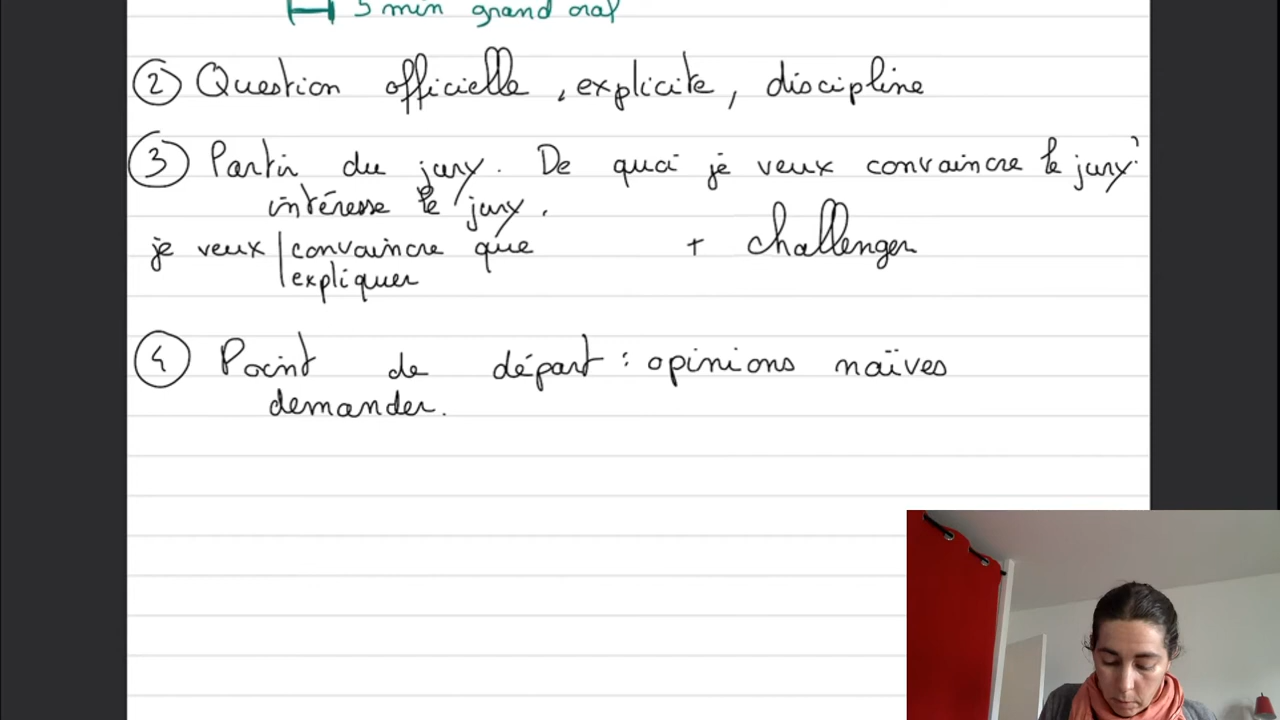 5 min grand oral
② Question officielle, explicite, discipline
③ Partir du jury. De quoi je veux convaincre le jury?
intéresse le jury.
je veux convaincre que + challenger
expliquer
④ Point de départ : opinions naïves
demander.